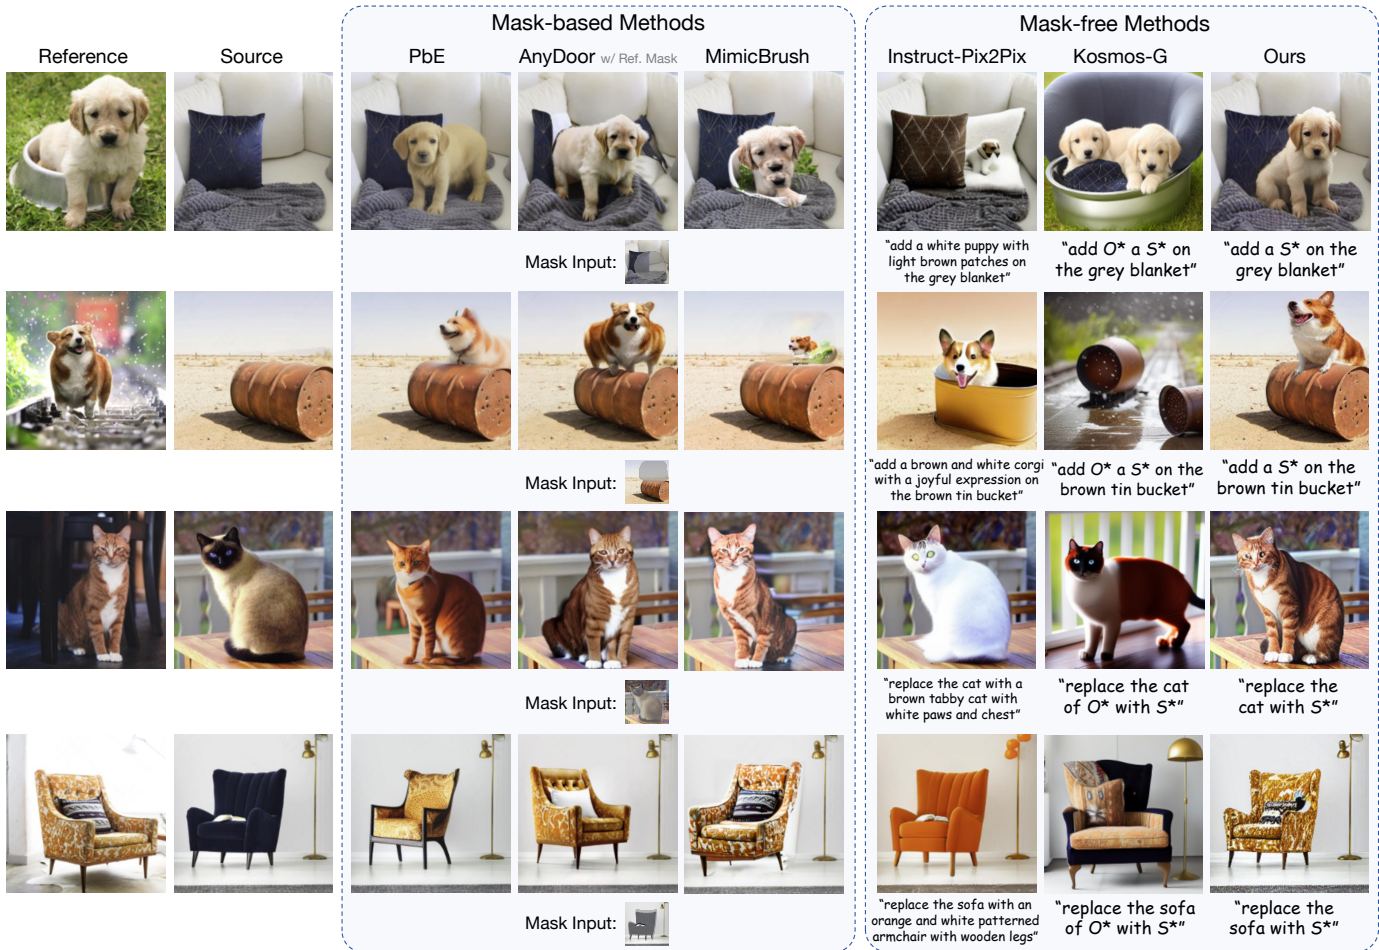 Mask-based Methods
Mask-free Methods
Reference
Source
PbE
AnyDoor w/ Ref. Mask
MimicBrush
Instruct-Pix2Pix
Kosmos-G
Ours
Mask Input:
“add a white puppy with
light brown patches on
the grey blanket”
“add O* a S* on
the grey blanket”
“add a S* on the
grey blanket”
Mask Input:
“add a brown and white corgi
with a joyful expression on
the brown tin bucket”
“add O* a S* on the
brown tin bucket”
“add a S* on the
brown tin bucket”
Mask Input:
“replace the cat with a
brown tabby cat with
white paws and chest”
“replace the cat
of O* with S*”
“replace the
cat with S*”
Mask Input:
“replace the sofa with an
orange and white patterned
armchair with wooden legs”
“replace the sofa
of O* with S*”
“replace the
sofa with S*”